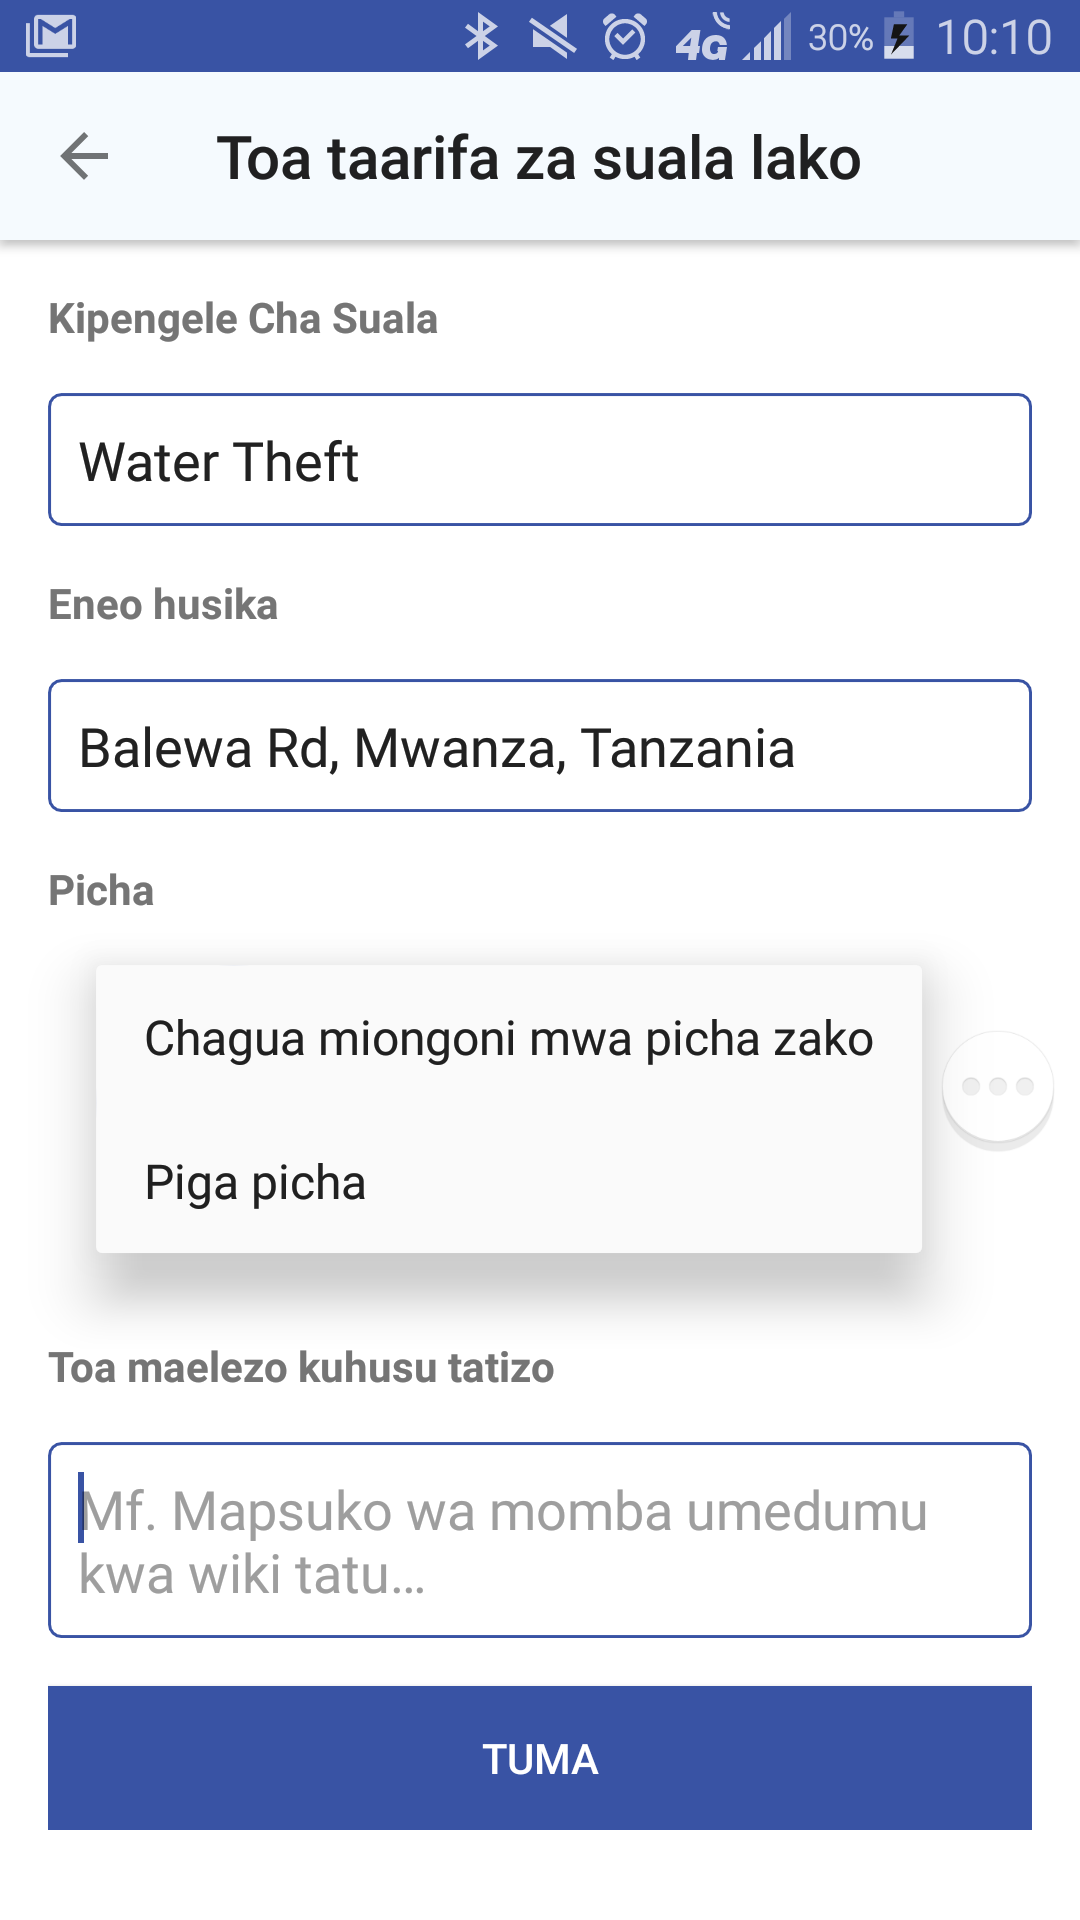 4G 30% 10:10
Toa taarifa za suala lako
Kipengele Cha Suala
Water Theft
Eneo husika
Balewa Rd, Mwanza, Tanzania
Picha
Chagua miongoni mwa picha zako
Piga picha
Toa maelezo kuhusu tatizo
Mf. Mapsuko wa momba umedumu
kwa wiki tatu...
TUMA